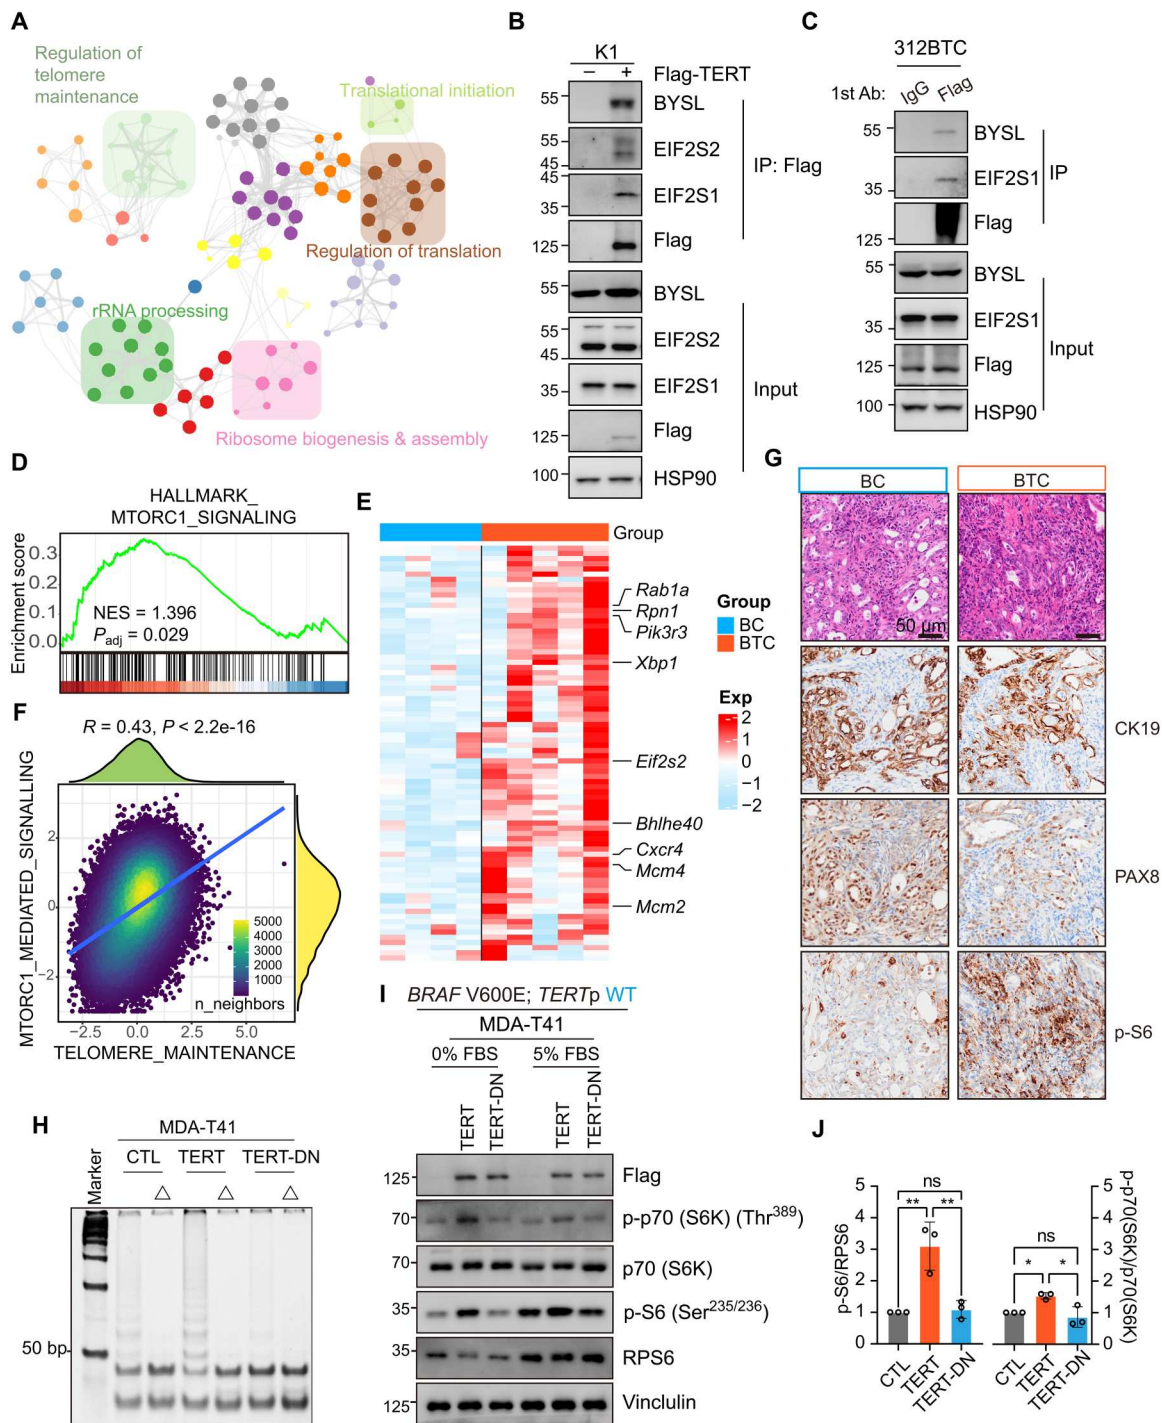 A
Regulation of
telomere
maintenance
Translational initiation
Regulation of translation
rRNA processing
Ribosome biogenesis & assembly
B
K1
− + Flag-TERT
55 BYSL
55
45 EIF2S2
45
35 EIF2S1
125 Flag
IP: Flag
55 BYSL
55
45 EIF2S2
35 EIF2S1
125 Flag
100 HSP90
Input
C
312BTC
1st Ab: IgG Flag
55 BYSL
35 EIF2S1
125 Flag
IP
55 BYSL
35 EIF2S1
125 Flag
100 HSP90
Input
D
HALLMARK_
MTORC1_SIGNALING
Enrichment score
0.3
0.2
0.1
0.0
NES = 1.396
Padj = 0.029
E
Group
Rab1a
Rpn1
Pik3r3
Xbp1
Eif2s2
Bhlhe40
Cxcr4
Mcm4
Mcm2
Group
BC
BTC
Exp
2
1
0
−1
−2
F
R = 0.43, P < 2.2e-16
MTORC1_MEDIATED_SIGNALLING
2
0
−2
5000
4000
3000
2000
1000
n_neighbors
−2.5 0.0 2.5 5.0
TELOMERE_MAINTENANCE
G
BC BTC
50 µm
CK19
PAX8
p-S6
H
MDA-T41
Marker CTL TERT TERT-DN
△ △ △
50 bp
I
BRAF V600E; TERTp WT
MDA-T41
0% FBS 5% FBS
TERT TERT-DN TERT TERT-DN
125 Flag
70 p-p70 (S6K) (Thr389)
70 p70 (S6K)
35 p-S6 (Ser235/236)
35 RPS6
125 Vinculin
J
p-S6/RPS6
5
4
3
2
1
0
ns
** **
CTL TERT TERT-DN
ns
* *
CTL TERT TERT-DN
5
4
3
2
1
0
p-p70(S6K)/p70(S6K)